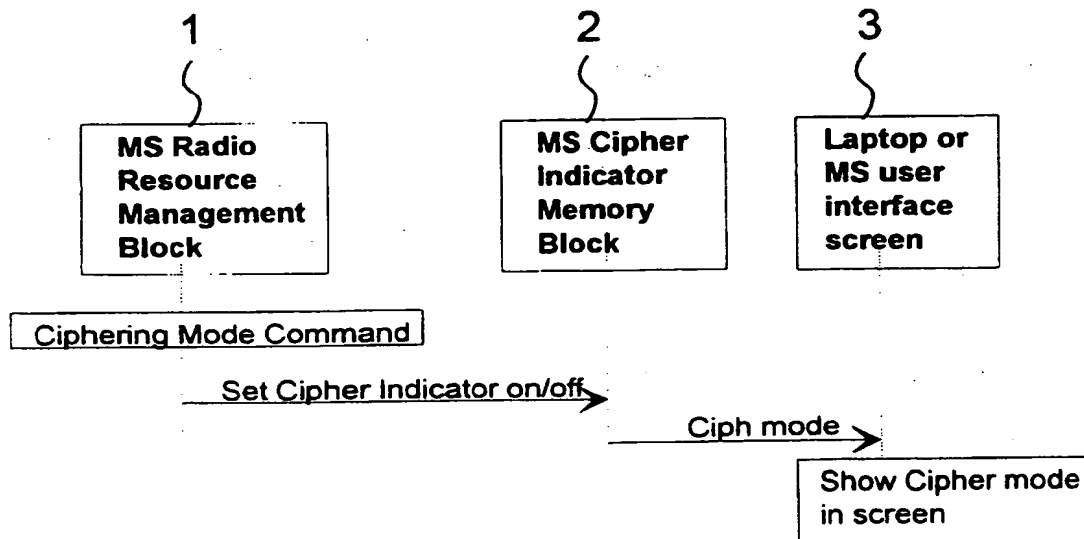 1
2
3
MS Radio
Resource
Management
Block
MS Cipher
Indicator
Memory
Block
Laptop or
MS user
interface
screen
Ciphering Mode Command
Set Cipher Indicator on/off
Ciph mode
Show Cipher mode
in screen